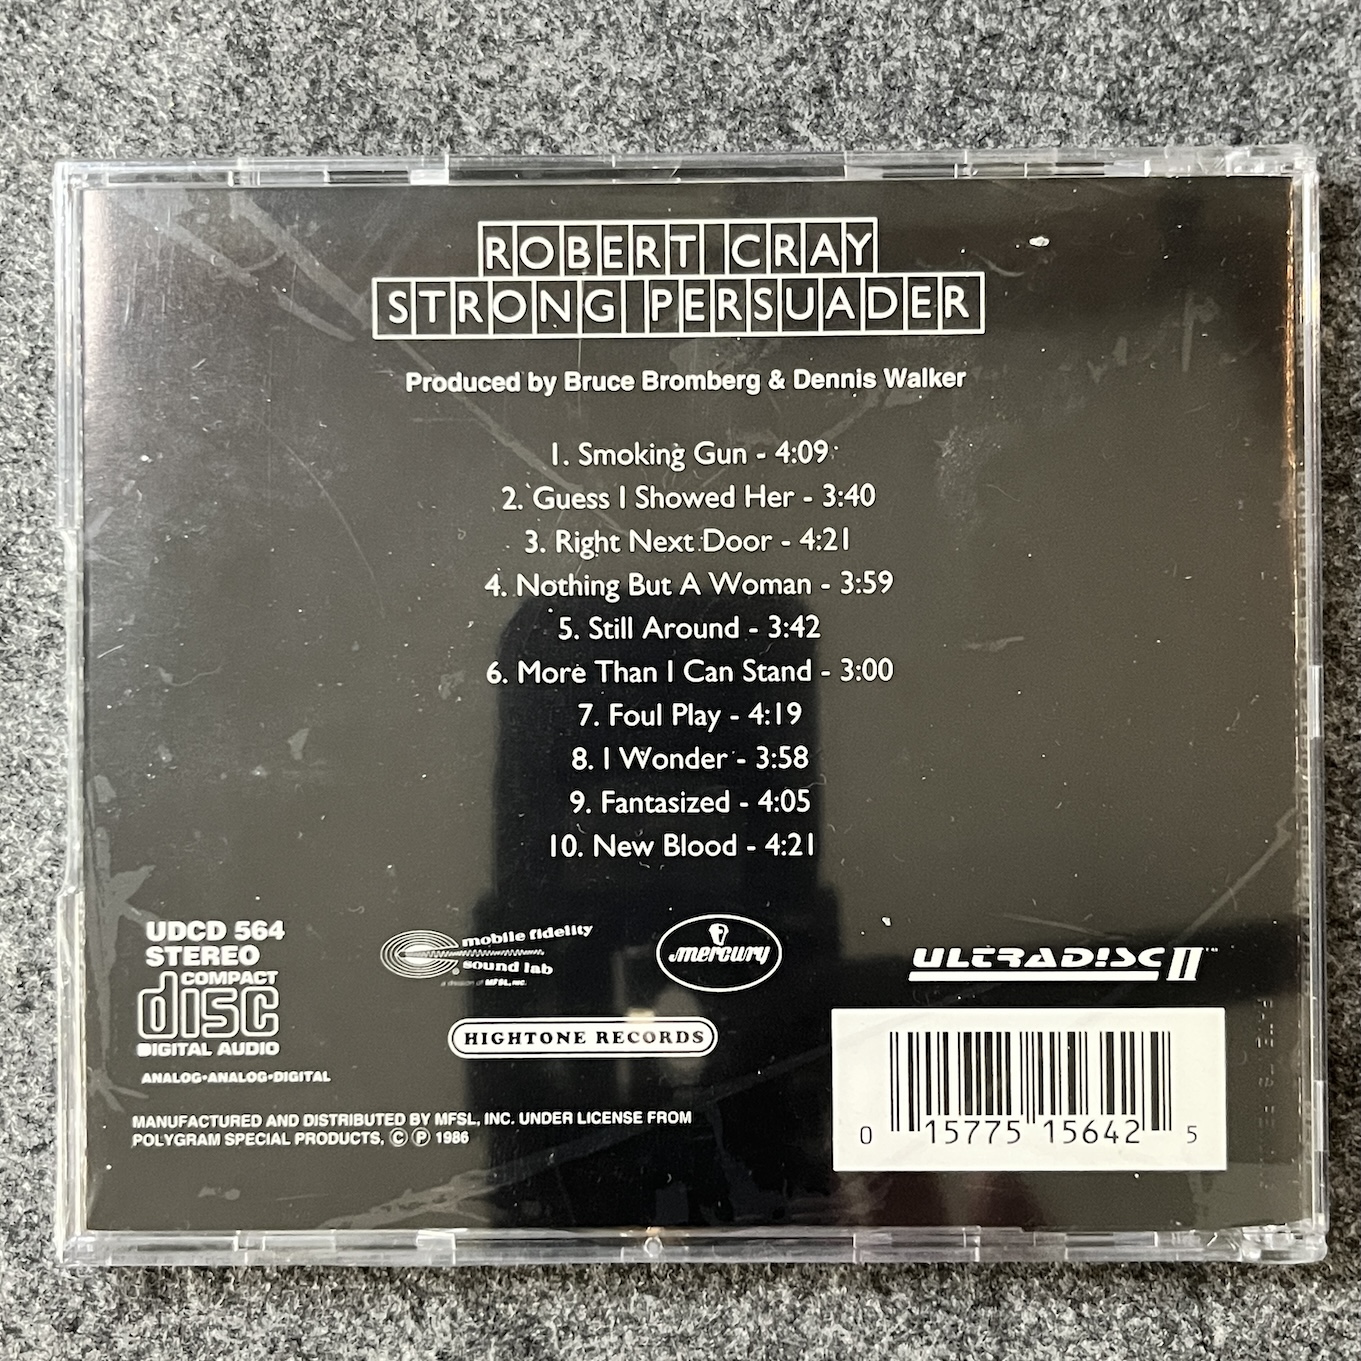 ROBERT CRAY
STRONG PERSUADER
Produced by Bruce Bromberg & Dennis Walker
1. Smoking Gun - 4:09
2. Guess I Showed Her - 3:40
3. Right Next Door - 4:21
4. Nothing But A Woman - 3:59
5. Still Around - 3:42
6. More Than I Can Stand - 3:00
7. Foul Play - 4:19
8. I Wonder - 3:58
9. Fantasized - 4:05
10. New Blood - 4:21
UDCD 564
STEREO
COMPACT
disc
DIGITAL AUDIO
ANALOG•ANALOG•DIGITAL
mobile fidelity
sound lab
a division of MFSL, inc.
mercury
HIGHTONE RECORDS
ULTRADISC II™
MANUFACTURED AND DISTRIBUTED BY MFSL, INC. UNDER LICENSE FROM
POLYGRAM SPECIAL PRODUCTS, © ℗ 1986
0 15775 15642 5